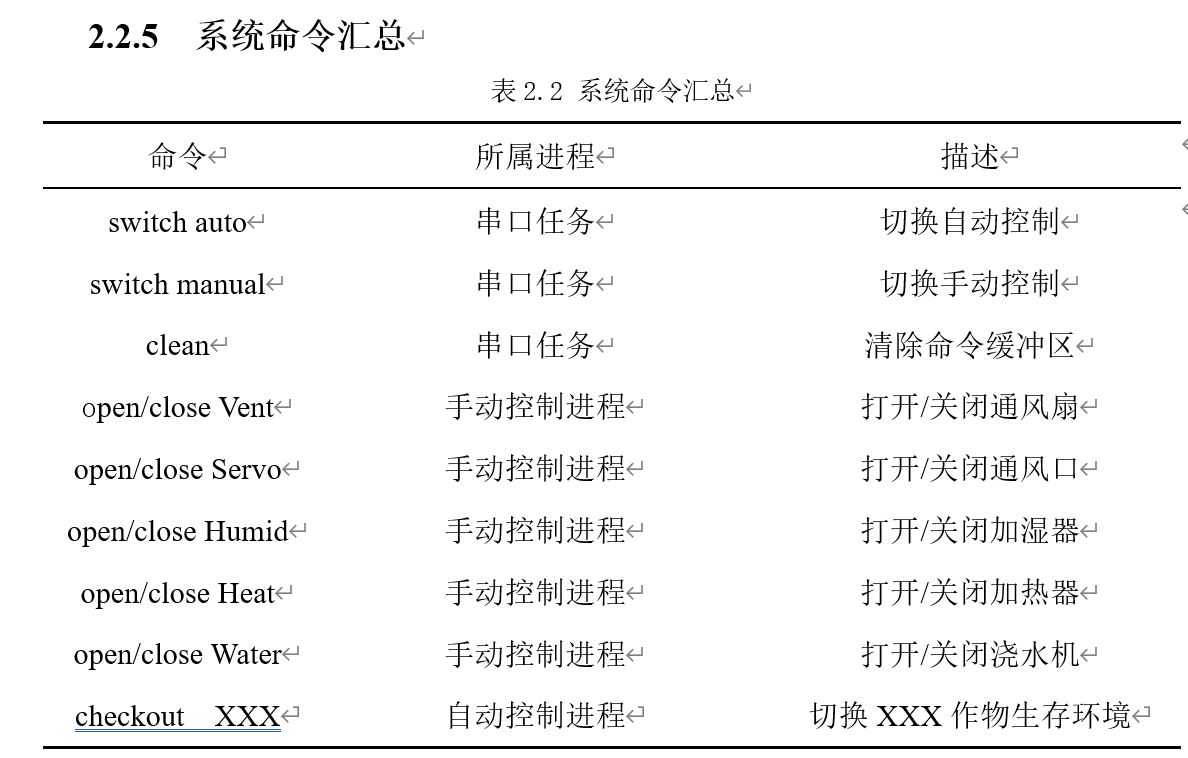 2.2.5 系统命令汇总↵
表 2.2 系统命令汇总↵
命令↵ 所属进程↵ 描述↵
switch auto↵ 串口任务↵ 切换自动控制↵
switch manual↵ 串口任务↵ 切换手动控制↵
clean↵ 串口任务↵ 清除命令缓冲区↵
open/close Vent↵ 手动控制进程↵ 打开/关闭通风扇↵
open/close Servo↵ 手动控制进程↵ 打开/关闭通风口↵
open/close Humid↵ 手动控制进程↵ 打开/关闭加湿器↵
open/close Heat↵ 手动控制进程↵ 打开/关闭加热器↵
open/close Water↵ 手动控制进程↵ 打开/关闭浇水机↵
checkout XXX↵ 自动控制进程↵ 切换 XXX 作物生存环境↵